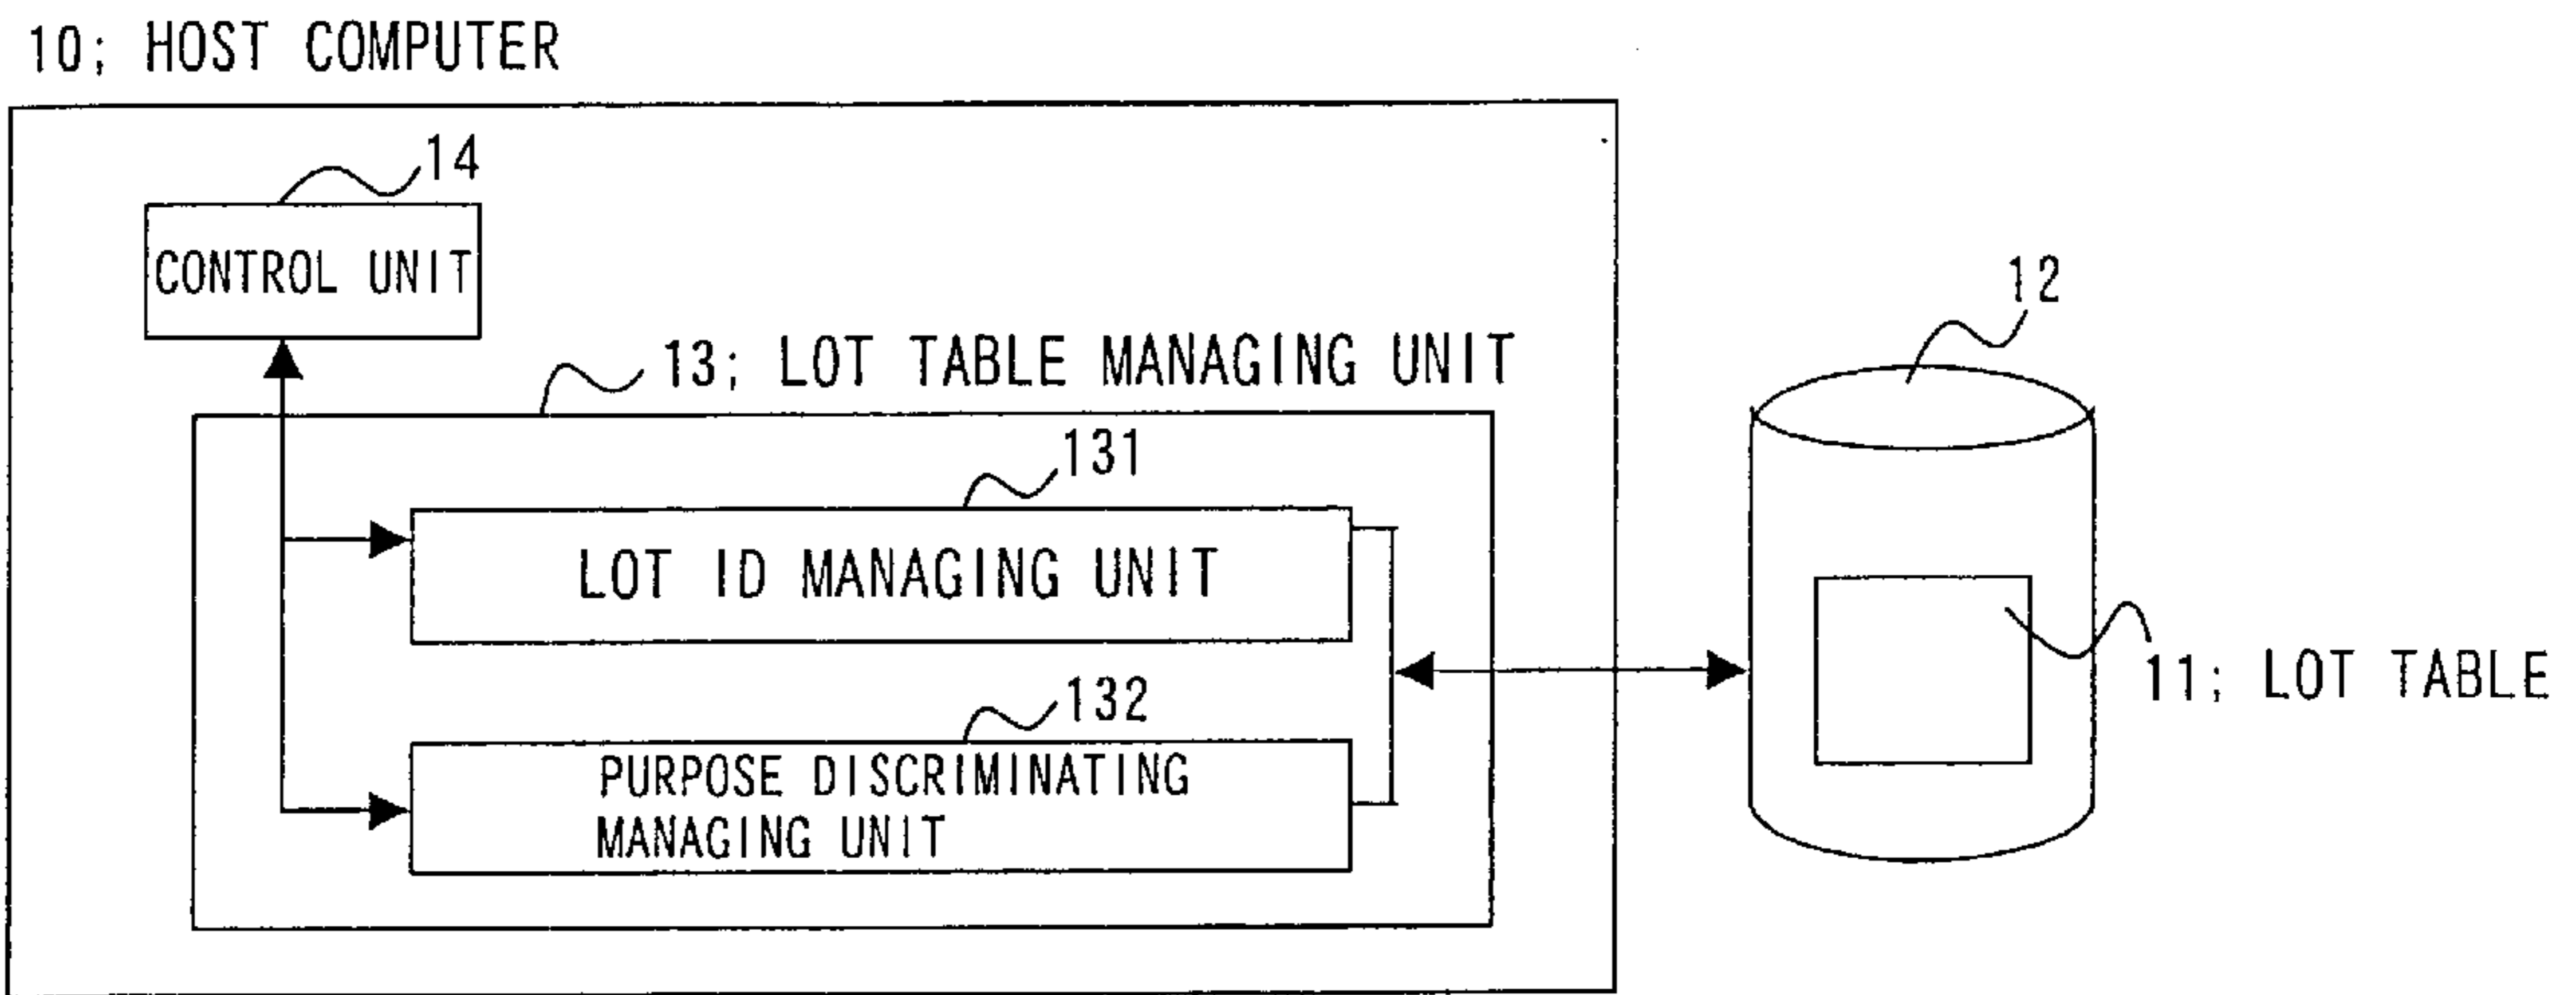 10; HOST COMPUTER
14
CONTROL UNIT
12
13; LOT TABLE MANAGING UNIT
131
LOT ID MANAGING UNIT
11; LOT TABLE
132
PURPOSE DISCRIMINATING
MANAGING UNIT